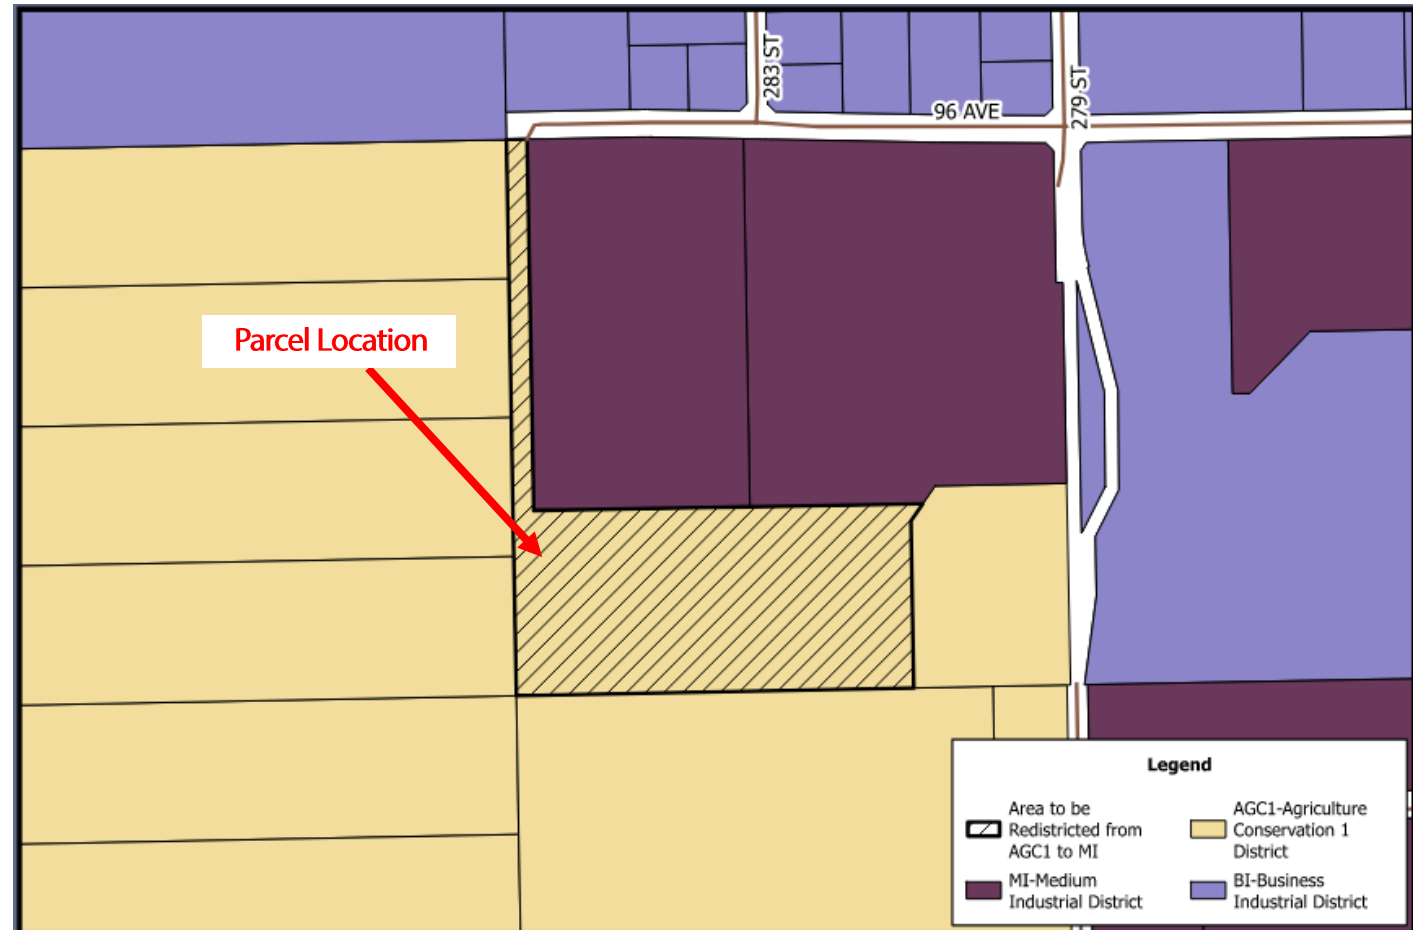 283 ST
96 AVE
279 ST
Parcel Location
Legend
Area to be
Redistricted from
AGC1 to MI
MI-Medium
Industrial District
AGC1-Agriculture
Conservation 1
District
BI-Business
Industrial District